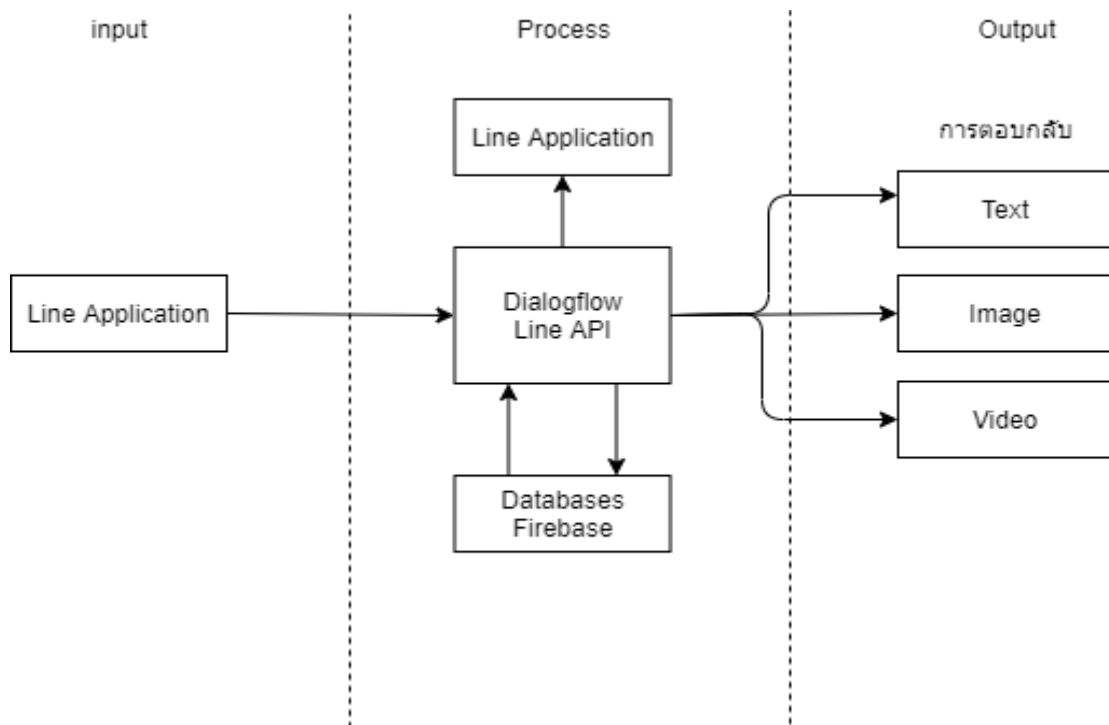 input
Process
Output
Line Application
การตอบกลับ
Text
Line Application
Dialogflow
Line API
Image
Video
Databases
Firebase